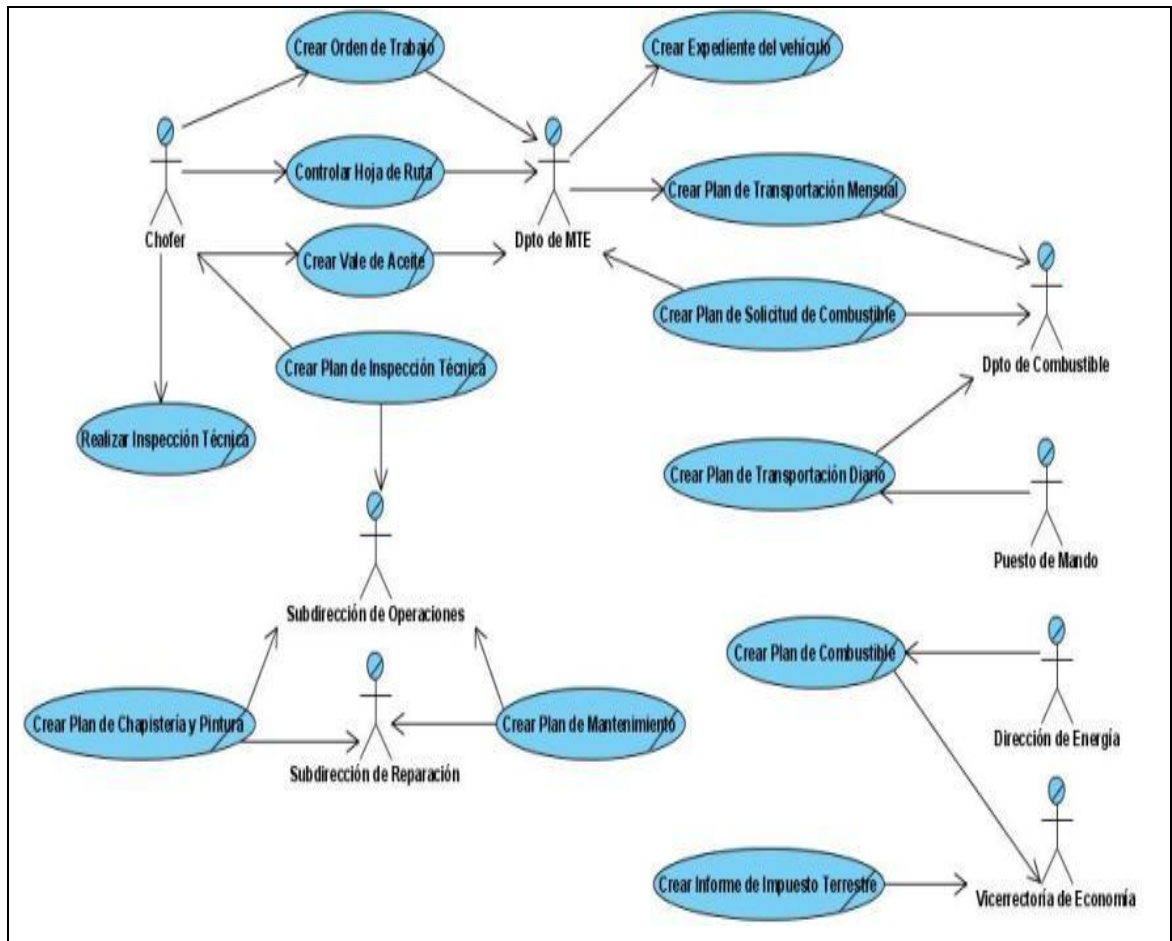 Crear Orden de Trabajo
Crear Expediente del vehículo
Controlar Hoja de Ruta
Crear Plan de Transportación Mensual
Chofer
Dpto de MTE
Crear Vale de Aceite
Crear Plan de Solicitud de Combustible
Crear Plan de Inspección Técnica
Dpto de Combustible
Realizar Inspección Técnica
Crear Plan de Transportación Diario
Puesto de Mando
Subdirección de Operaciones
Crear Plan de Combustible
Crear Plan de Chapistería y Pintura
Crear Plan de Mantenimiento
Dirección de Energía
Subdirección de Reparación
Crear Informe de Impuesto Terrestre
Vicerrectoría de Economía